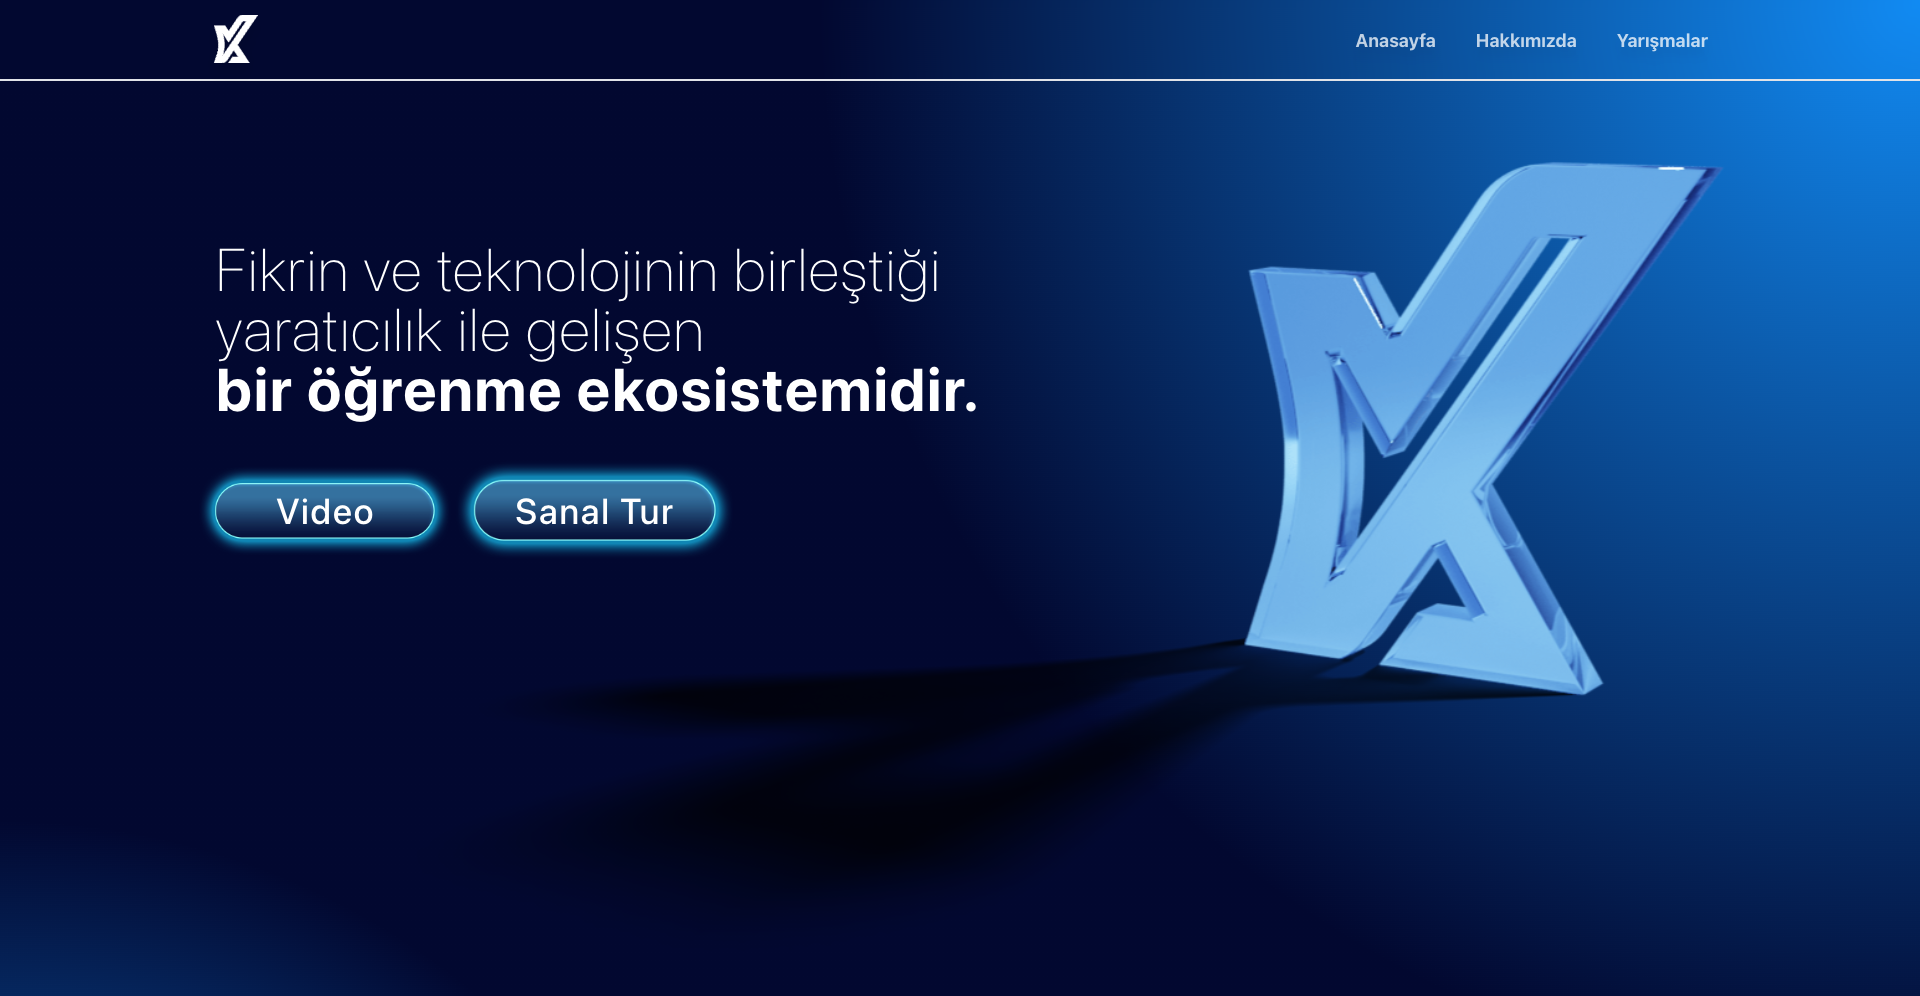 Anasayfa Hakkımızda Yarışmalar
Fikrin ve teknolojinin birleştiği
yaratıcılık ile gelişen
bir öğrenme ekosistemidir.
Video Sanal Tur